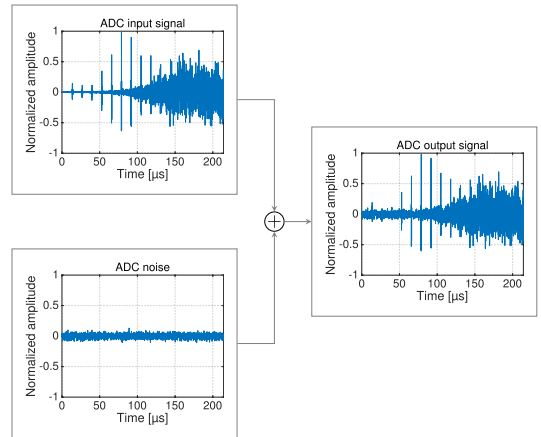 ADC input signal
Normalized amplitude
1
0.5
0
-0.5
-1
0 50 100 150 200
Time [µs]
ADC noise
Normalized amplitude
1
0.5
0
-0.5
-1
0 50 100 150 200
Time [µs]
ADC output signal
Normalized amplitude
1
0.5
0
-0.5
-1
0 50 100 150 200
Time [µs]